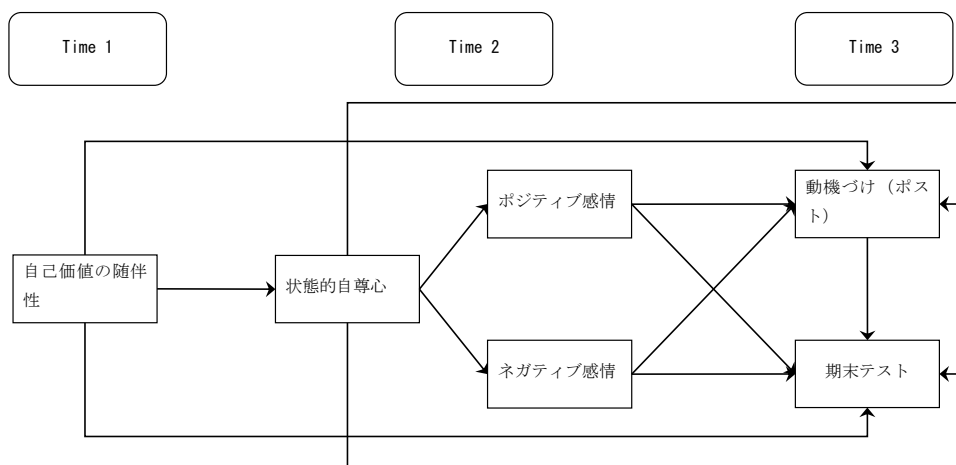 Time 1
Time 2
Time 3
ポジティブ感情
動機づけ（ポス
ト）
自己価値の随伴
性
状態的自尊心
ネガティブ感情
期末テスト